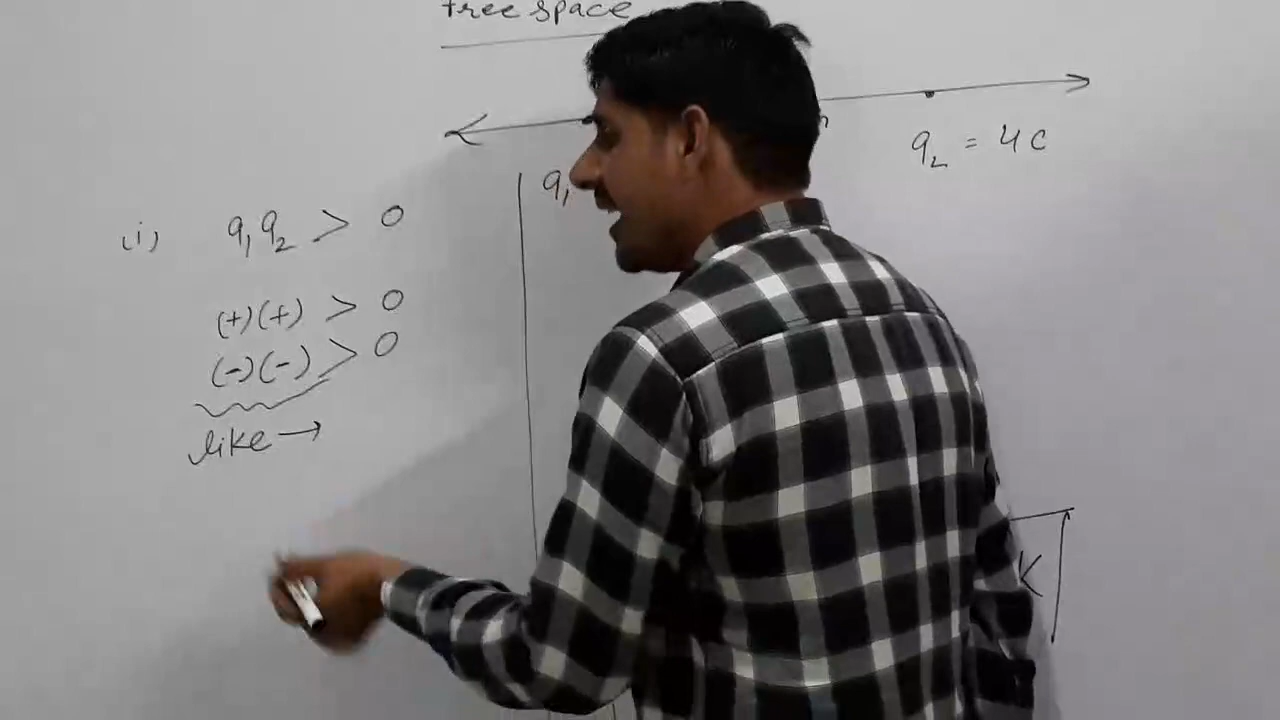 free space
q₂ = 4C
q₁
(i) q₁q₂ > 0
(+)(+) > 0
(-)(-) > 0
like →
K